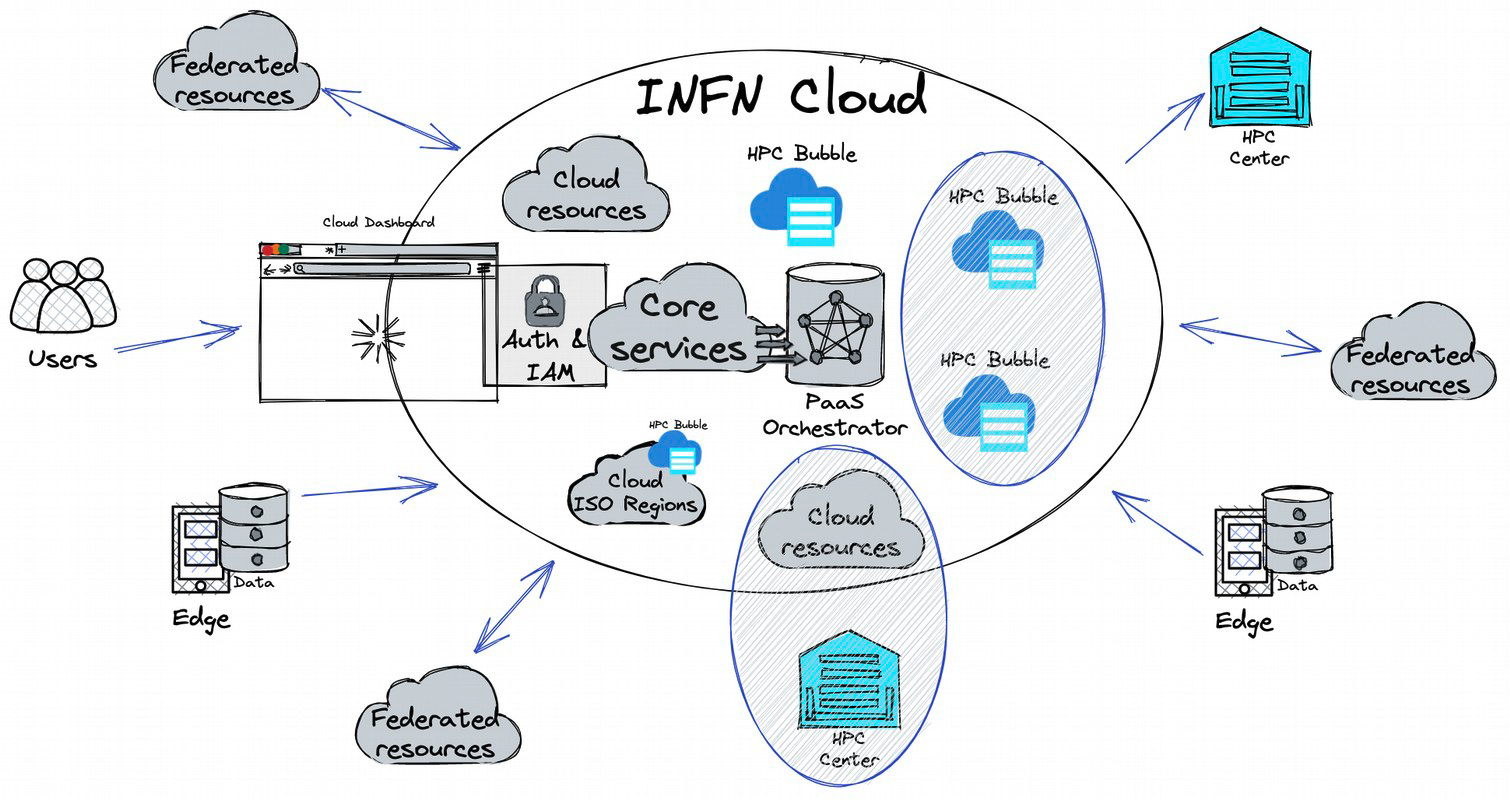 INFN Cloud
Federated
resources
HPC
Center
HPC Bubble
Cloud
resources
HPC Bubble
Cloud Dashboard
Users
Auth &
IAM
Core
services
PaaS
Orchestrator
HPC Bubble
Federated
resources
HPC Bubble
Cloud
ISO Regions
Cloud
resources
Data
Edge
Data
Edge
Federated
resources
HPC
Center